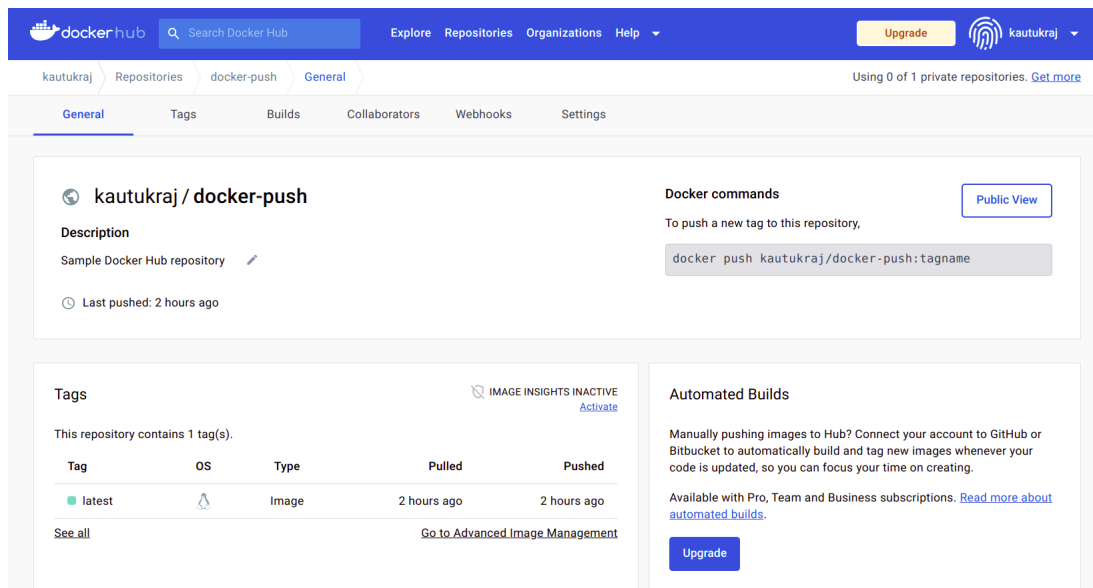 dockerhub Search Docker Hub Explore Repositories Organizations Help Upgrade kautukraj
kautukraj Repositories docker-push General Using 0 of 1 private repositories. Get more
General Tags Builds Collaborators Webhooks Settings
kautukraj / docker-push
Description
Sample Docker Hub repository
Last pushed: 2 hours ago
Docker commands
Public View
To push a new tag to this repository,
docker push kautukraj/docker-push:tagname
Tags
IMAGE INSIGHTS INACTIVE
Activate
This repository contains 1 tag(s).
Tag OS Type Pulled Pushed
latest Image 2 hours ago 2 hours ago
See all Go to Advanced Image Management
Automated Builds
Manually pushing images to Hub? Connect your account to GitHub or
Bitbucket to automatically build and tag new images whenever your
code is updated, so you can focus your time on creating.
Available with Pro, Team and Business subscriptions. Read more about
automated builds.
Upgrade